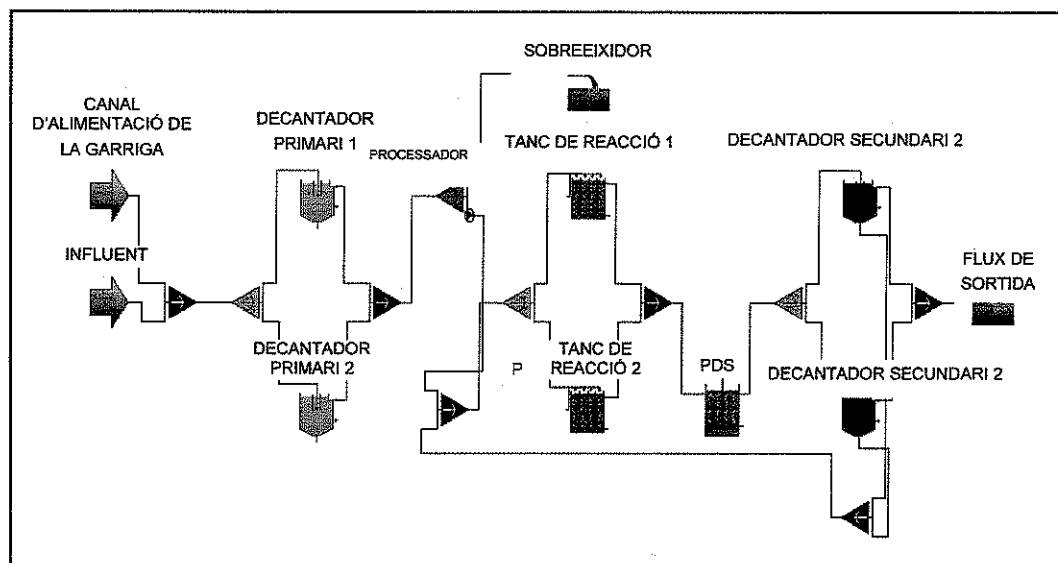 SOBREEIXIDOR
CANAL
D'ALIMENTACIÓ DE
LA GARRIGA
DECANTADOR
PRIMARI 1
PROCESSADOR
TANC DE REACCIÓ 1
DECANTADOR SECUNDARI 2
INFLUENT
FLUX DE
SORTIDA
DECANTADOR
PRIMARI 2
P
TANC DE
REACCIÓ 2
PDS
DECANTADOR SECUNDARI 2